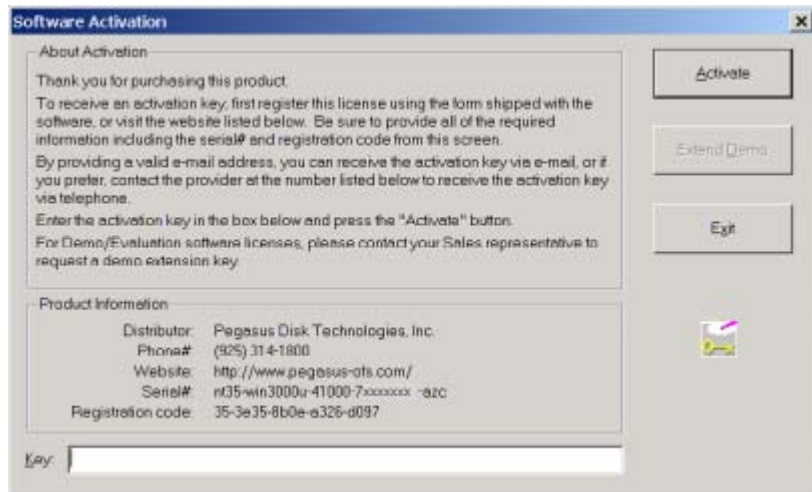 Software Activation
About Activation
Thank you for purchasing this product.
To receive an activation key, first register this license using the form shipped with the
software, or visit the website listed below. Be sure to provide all of the required
information including the serial# and registration code from this screen.
By providing a valid e-mail address, you can receive the activation key via e-mail, or if
you prefer, contact the provider at the number listed below to receive the activation key
via telephone.
Enter the activation key in the box below and press the "Activate" button.
For Demo/Evaluation software licenses, please contact your Sales representative to
request a demo extension key.
Activate
Extend Demo
Exit
Product Information
Distributor: Pegasus Disk Technologies, Inc.
Phone#: (925) 314-1800
Website: http://www.pegasus-ofs.com/
Serial#: nt35-win3000u-41000-7xxxxxxx -azc
Registration code: 35-3e35-8b0e-a326-d097
Key: